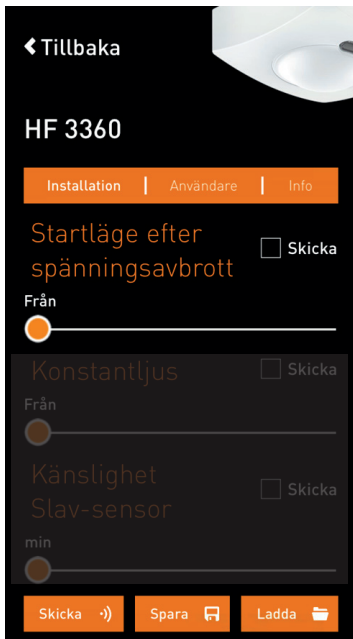 Tillbaka
HF 3360
Installation | Användare | Info
Startläge efter
spänningsavbrott
Skicka
Från
Konstantljus
Skicka
Från
Känslighet
Slav-sensor
Skicka
min
Skicka
Spara
Ladda